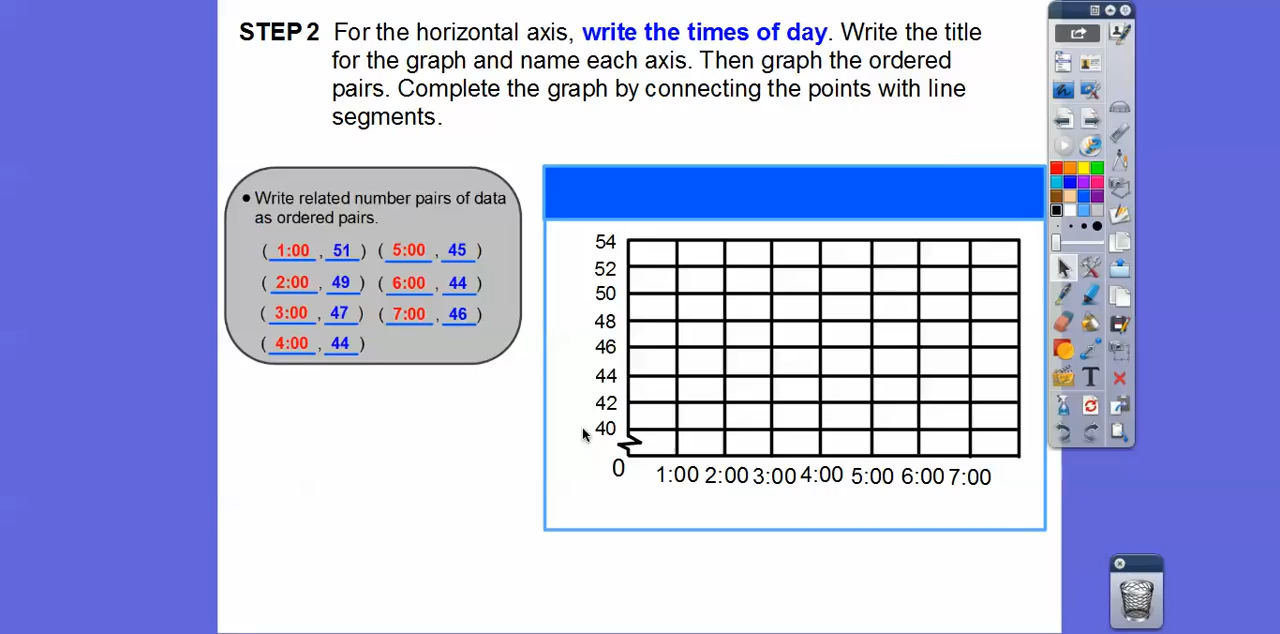 STEP 2 For the horizontal axis, write the times of day. Write the title
for the graph and name each axis. Then graph the ordered
pairs. Complete the graph by connecting the points with line
segments.
• Write related number pairs of data
as ordered pairs.
( 1:00 , 51 ) ( 5:00 , 45 )
( 2:00 , 49 ) ( 6:00 , 44 )
( 3:00 , 47 ) ( 7:00 , 46 )
( 4:00 , 44 )
54
52
50
48
46
44
42
40
0
1:00 2:00 3:00 4:00 5:00 6:00 7:00
T